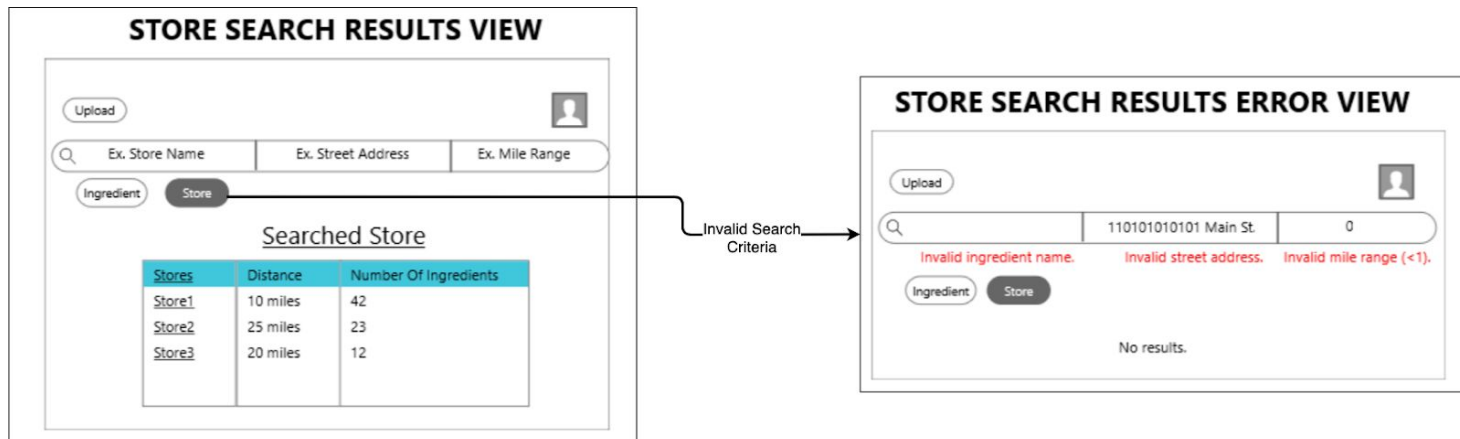 STORE SEARCH RESULTS VIEW
Upload
Ex. Store Name Ex. Street Address Ex. Mile Range
Ingredient Store
Searched Store
Stores Distance Number Of Ingredients
Store1 10 miles 42
Store2 25 miles 23
Store3 20 miles 12
Invalid Search
Criteria
STORE SEARCH RESULTS ERROR VIEW
Upload
110101010101 Main St. 0
Invalid ingredient name. Invalid street address. Invalid mile range (<1).
Ingredient Store
No results.